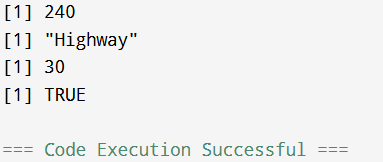 [1] 240
[1] "Highway"
[1] 30
[1] TRUE
=== Code Execution Successful ===